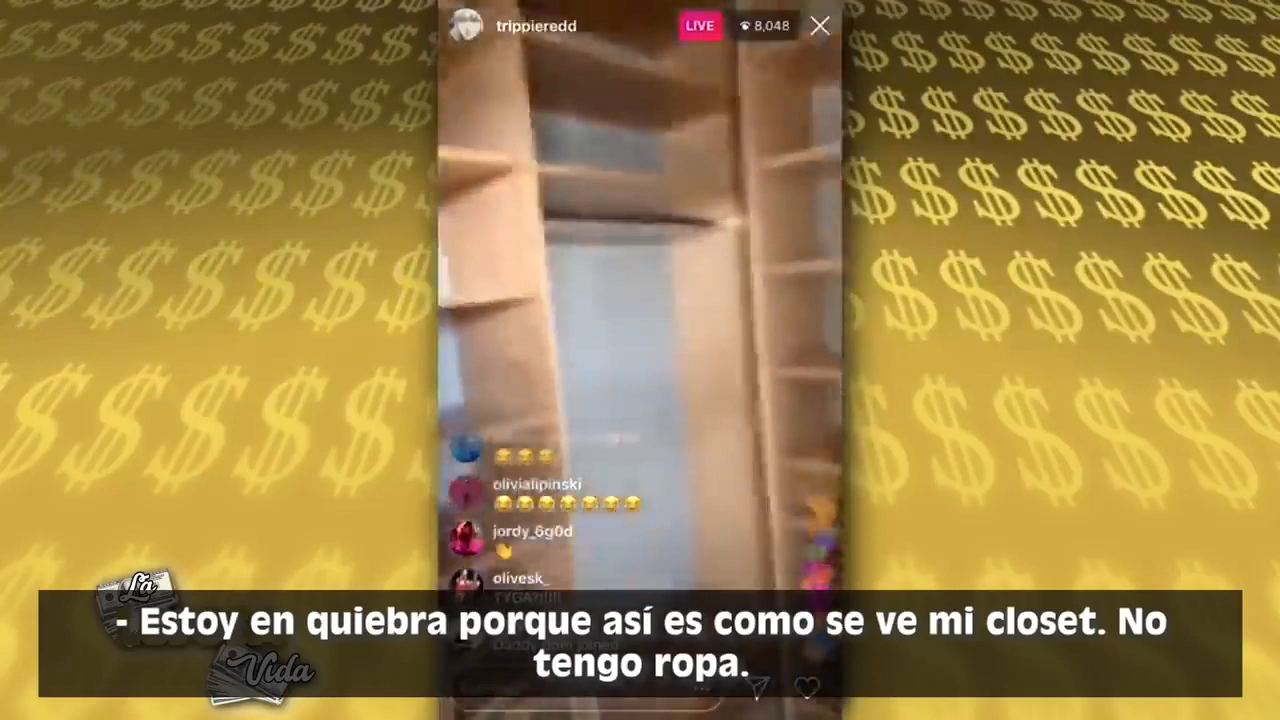 trippieredd
LIVE
8,048
olivialipinski
jordy_6g0d
olivesk_
TYGA?!!!!!
La
Vida
- Estoy en quiebra porque así es como se ve mi closet. No
tengo ropa.